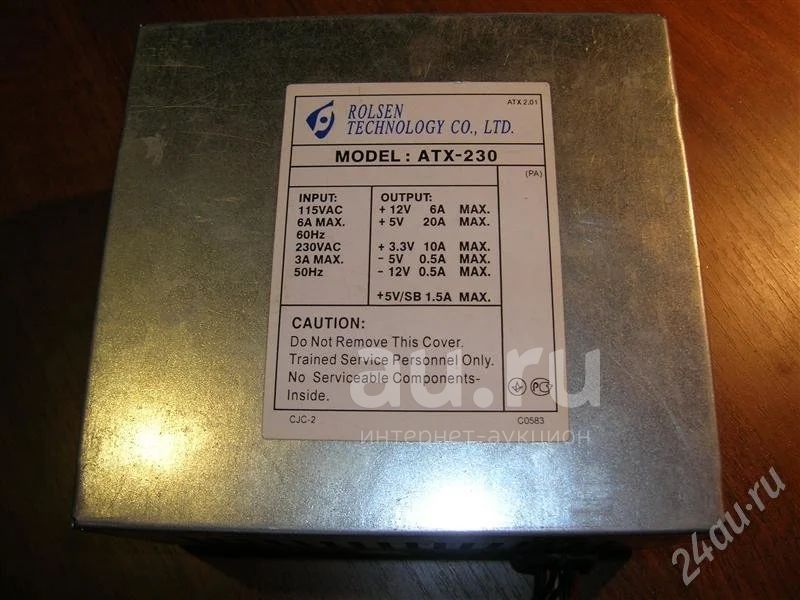 ROLSEN
TECHNOLOGY CO., LTD.
ATX 2.01
MODEL: ATX-230
(PA)
INPUT:
115VAC
6A MAX.
60Hz
230VAC
3A MAX.
50Hz
OUTPUT:
+ 12V 6A MAX.
+ 5V 20A MAX.
+ 3.3V 10A MAX.
- 5V 0.5A MAX.
- 12V 0.5A MAX.
+5V/SB 1.5A MAX.
CAUTION:
Do Not Remove This Cover.
Trained Service Personnel Only.
No Serviceable Components-
Inside.
CJC-2
C0583
au.ru
интернет-аукцион
24au.ru